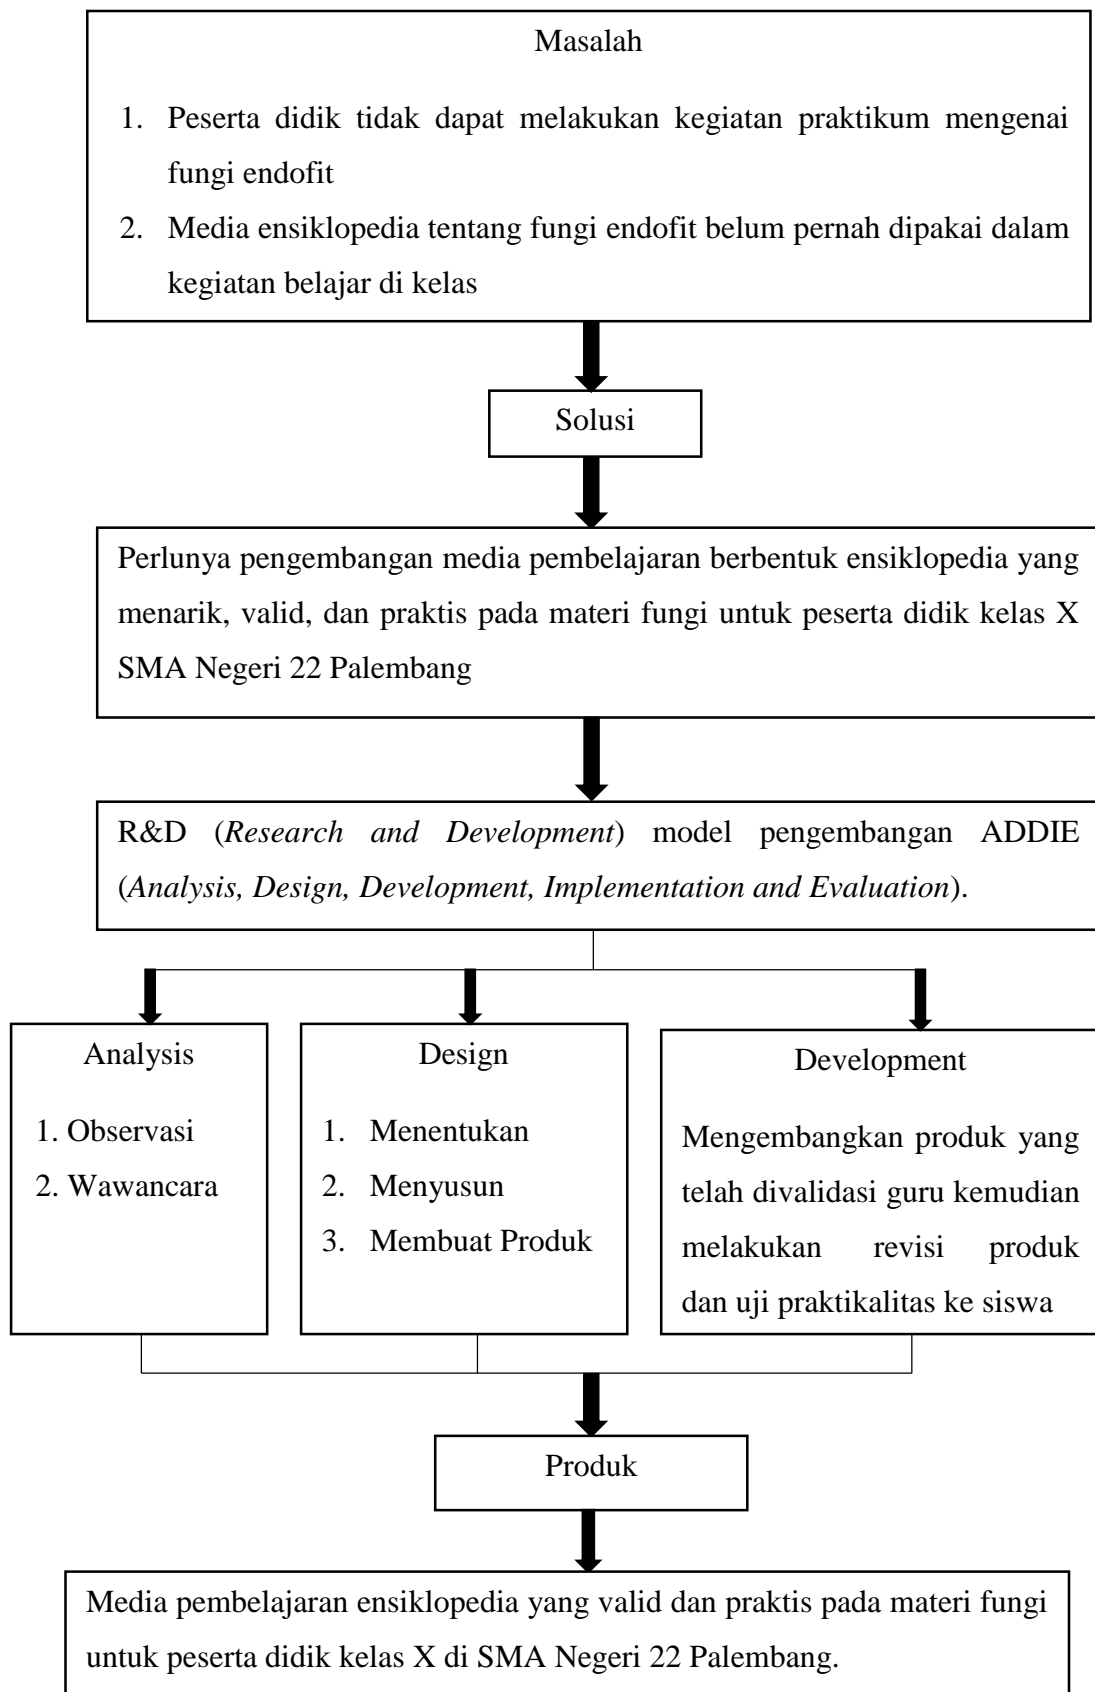 Masalah
1. Peserta didik tidak dapat melakukan kegiatan praktikum mengenai
fungi endofit
2. Media ensiklopedia tentang fungi endofit belum pernah dipakai dalam
kegiatan belajar di kelas
Solusi
Perlunya pengembangan media pembelajaran berbentuk ensiklopedia yang
menarik, valid, dan praktis pada materi fungi untuk peserta didik kelas X
SMA Negeri 22 Palembang
R&D (Research and Development) model pengembangan ADDIE
(Analysis, Design, Development, Implementation and Evaluation).
Analysis
1. Observasi
2. Wawancara
Design
1. Menentukan
2. Menyusun
3. Membuat Produk
Development
Mengembangkan produk yang
telah divalidasi guru kemudian
melakukan revisi produk
dan uji praktikalitas ke siswa
Produk
Media pembelajaran ensiklopedia yang valid dan praktis pada materi fungi
untuk peserta didik kelas X di SMA Negeri 22 Palembang.